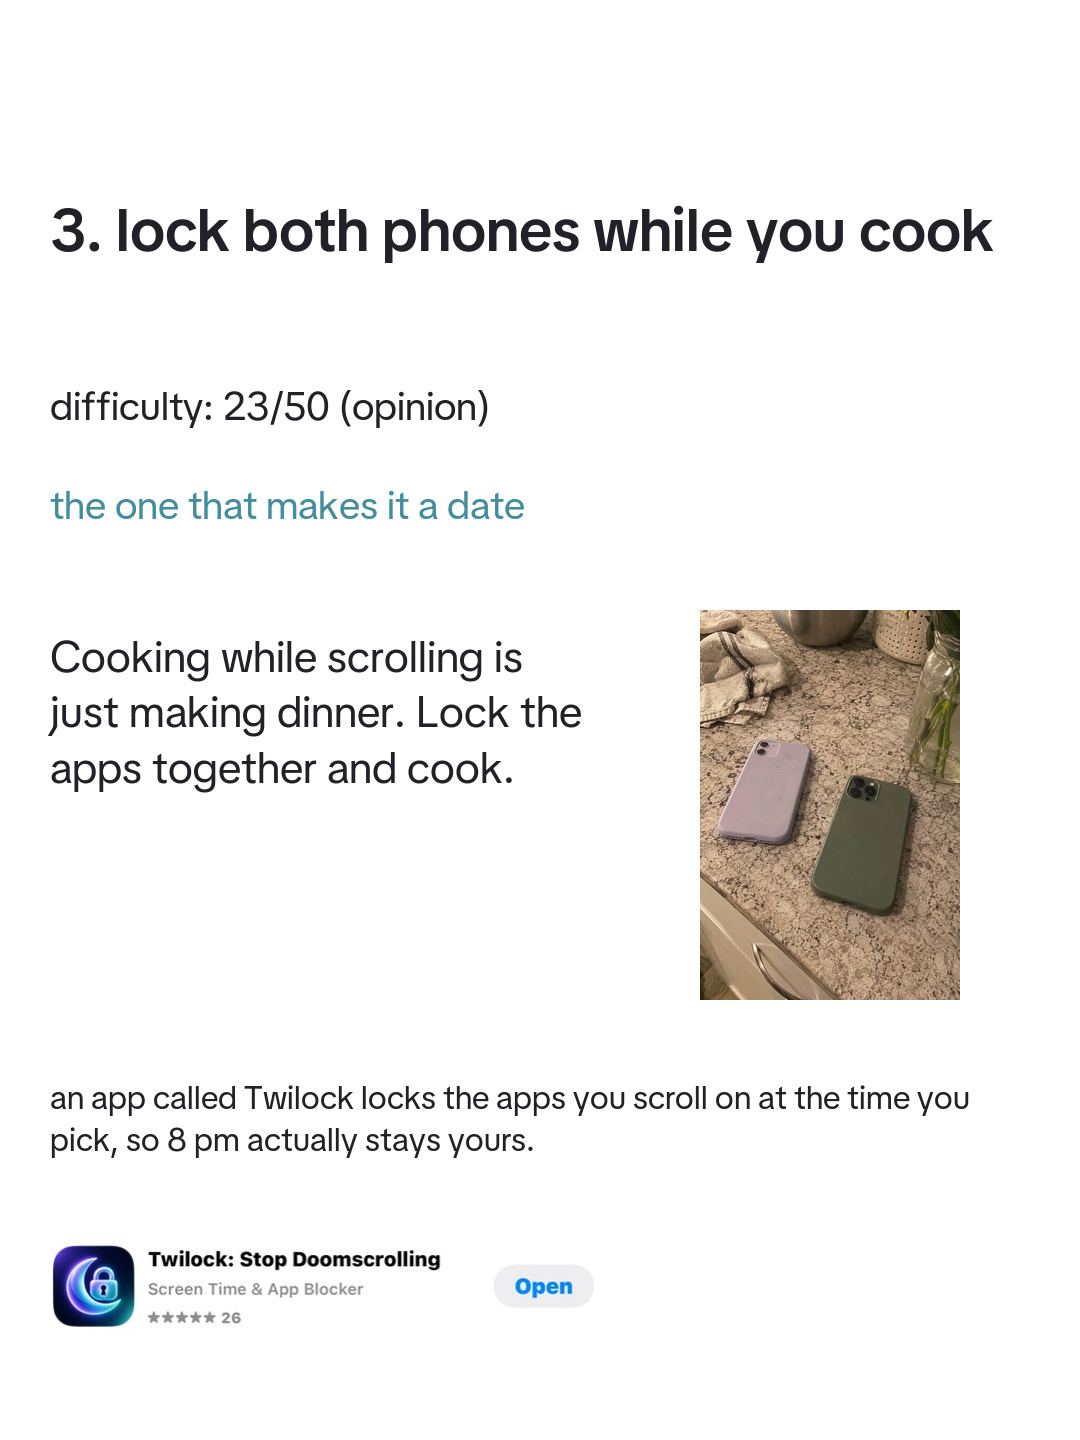 3. lock both phones while you cook
difficulty: 23/50 (opinion)
the one that makes it a date
Cooking while scrolling is
just making dinner. Lock the
apps together and cook.
an app called Twilock locks the apps you scroll on at the time you
pick, so 8 pm actually stays yours.
Twilock: Stop Doomscrolling
Screen Time & App Blocker
★★★★★ 26
Open